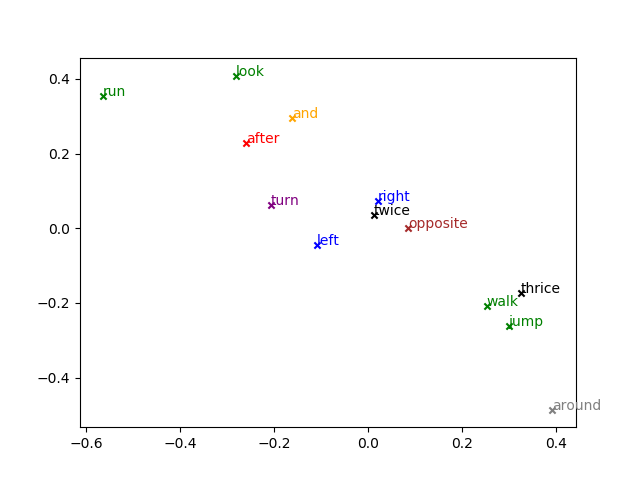 look
run
and
after
turn
right
twice
opposite
left
thrice
walk
jump
around
0.4
0.2
0.0
−0.2
−0.4
−0.6 −0.4 −0.2 0.0 0.2 0.4